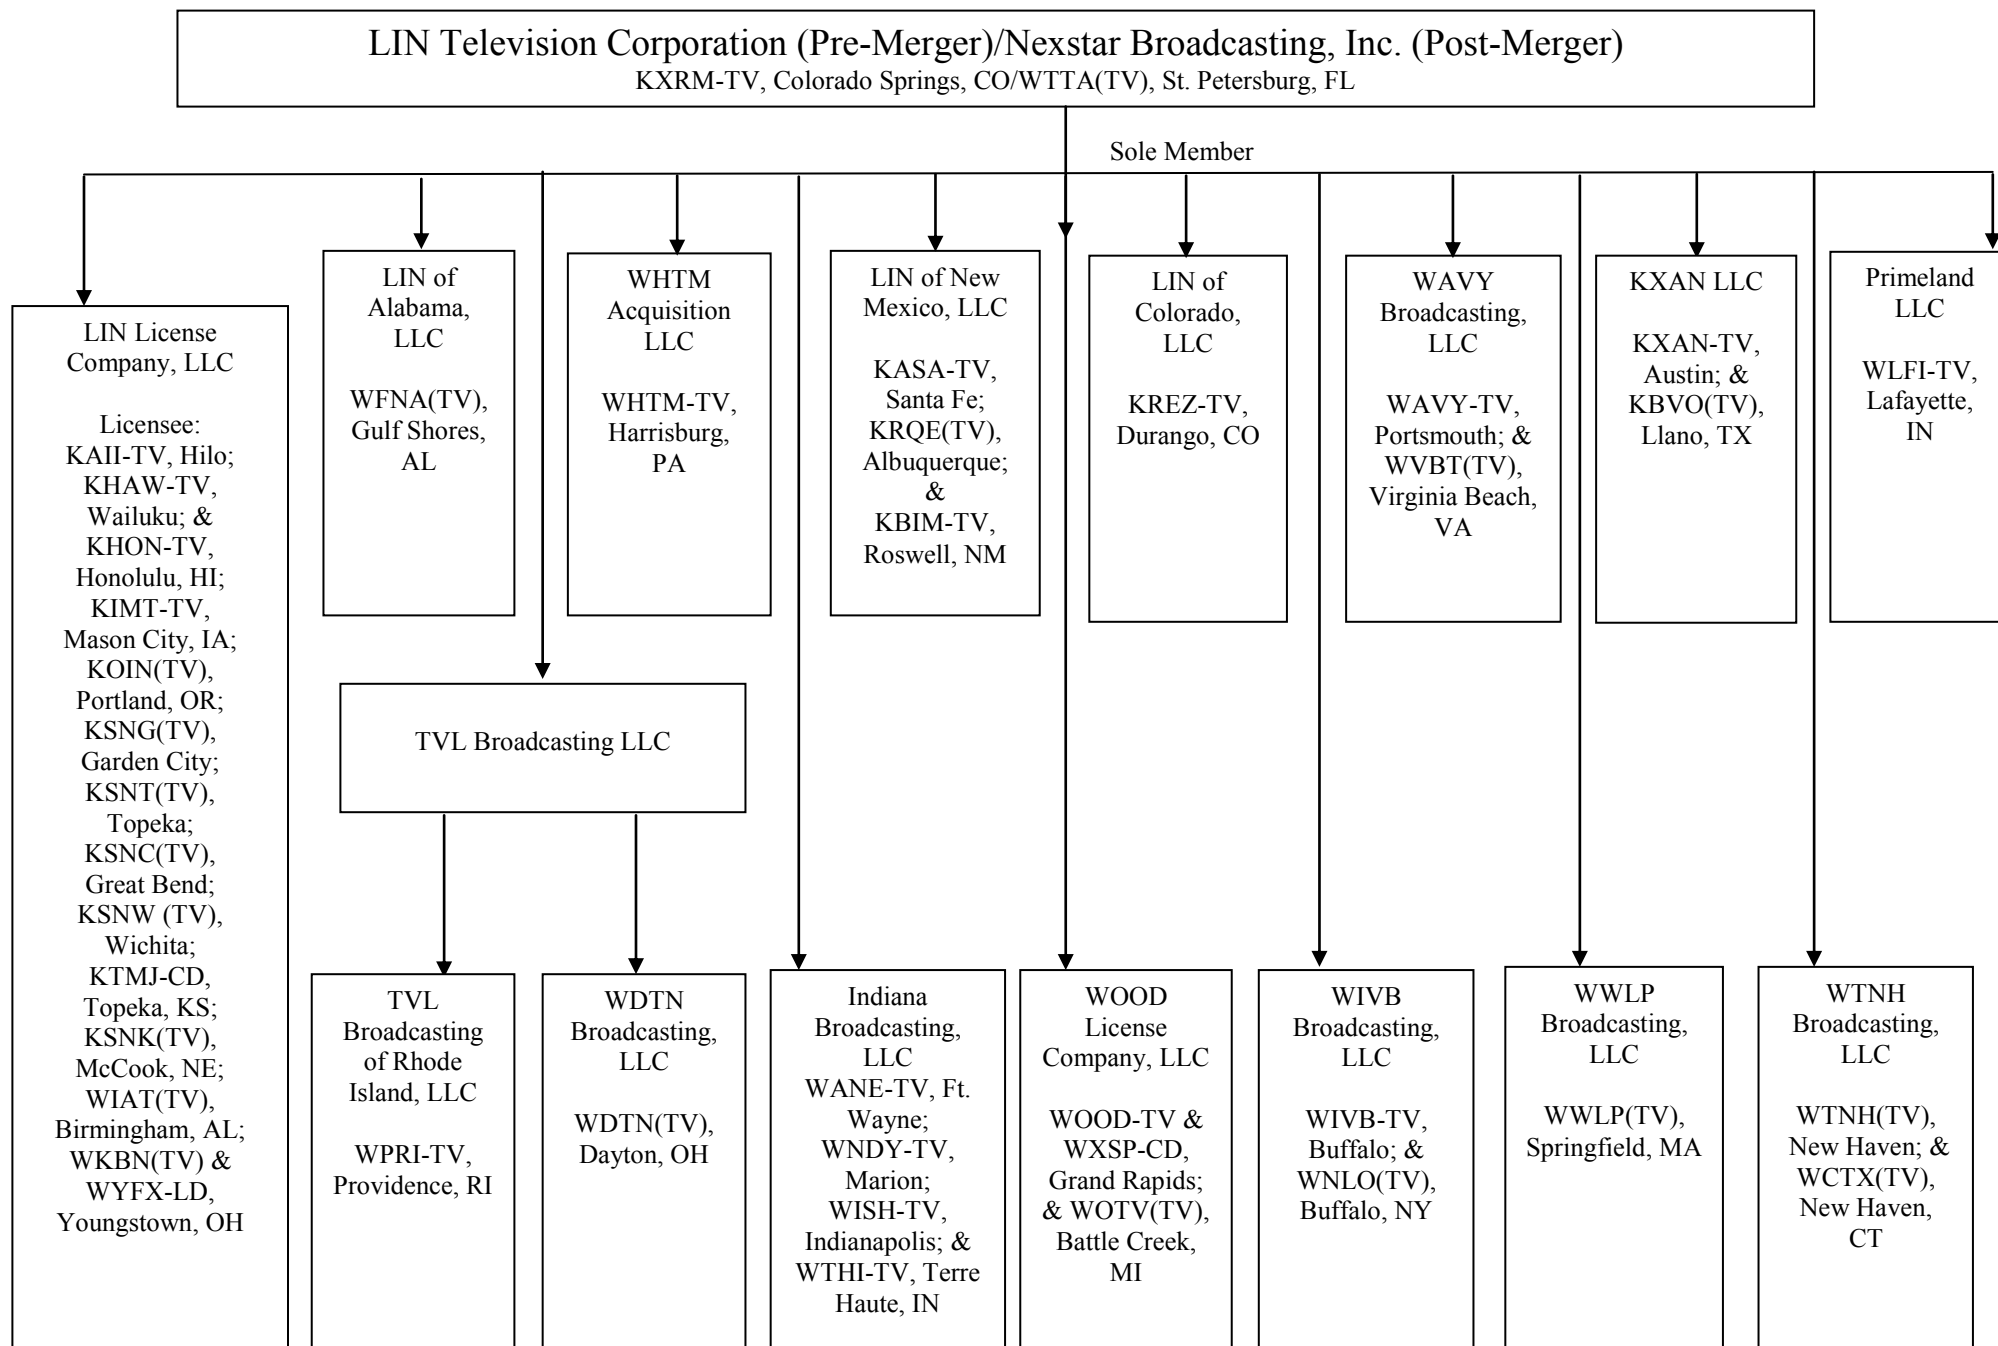 LIN Television Corporation (Pre-Merger)/Nexstar Broadcasting, Inc. (Post-Merger)
KXRM-TV, Colorado Springs, CO/WTTA(TV), St. Petersburg, FL
Sole Member
LIN License
Company, LLC
Licensee:
KAII-TV, Hilo;
KHAW-TV,
Wailuku; &
KHON-TV,
Honolulu, HI;
KIMT-TV,
Mason City, IA;
KOIN(TV),
Portland, OR;
KSNG(TV),
Garden City;
KSNT(TV),
Topeka;
KSNC(TV),
Great Bend;
KSNW (TV),
Wichita;
KTMJ-CD,
Topeka, KS;
KSNK(TV),
McCook, NE;
WIAT(TV),
Birmingham, AL;
WKBN(TV) &
WYFX-LD,
Youngstown, OH
LIN of
Alabama,
LLC
WFNA(TV),
Gulf Shores,
AL
WHTM
Acquisition
LLC
WHTM-TV,
Harrisburg,
PA
LIN of New
Mexico, LLC
KASA-TV,
Santa Fe;
KRQE(TV),
Albuquerque;
&
KBIM-TV,
Roswell, NM
LIN of
Colorado,
LLC
KREZ-TV,
Durango, CO
WAVY
Broadcasting,
LLC
WAVY-TV,
Portsmouth; &
WVBT(TV),
Virginia Beach,
VA
KXAN LLC
KXAN-TV,
Austin; &
KBVO(TV),
Llano, TX
Primeland
LLC
WLFI-TV,
Lafayette,
IN
TVL Broadcasting LLC
TVL
Broadcasting
of Rhode
Island, LLC
WPRI-TV,
Providence, RI
WDTN
Broadcasting,
LLC
WDTN(TV),
Dayton, OH
Indiana
Broadcasting,
LLC
WANE-TV, Ft.
Wayne;
WNDY-TV,
Marion;
WISH-TV,
Indianapolis; &
WTHI-TV, Terre
Haute, IN
WOOD
License
Company, LLC
WOOD-TV &
WXSP-CD,
Grand Rapids;
& WOTV(TV),
Battle Creek,
MI
WIVB
Broadcasting,
LLC
WIVB-TV,
Buffalo; &
WNLO(TV),
Buffalo, NY
WWLP
Broadcasting,
LLC
WWLP(TV),
Springfield, MA
WTNH
Broadcasting,
LLC
WTNH(TV),
New Haven; &
WCTX(TV),
New Haven,
CT